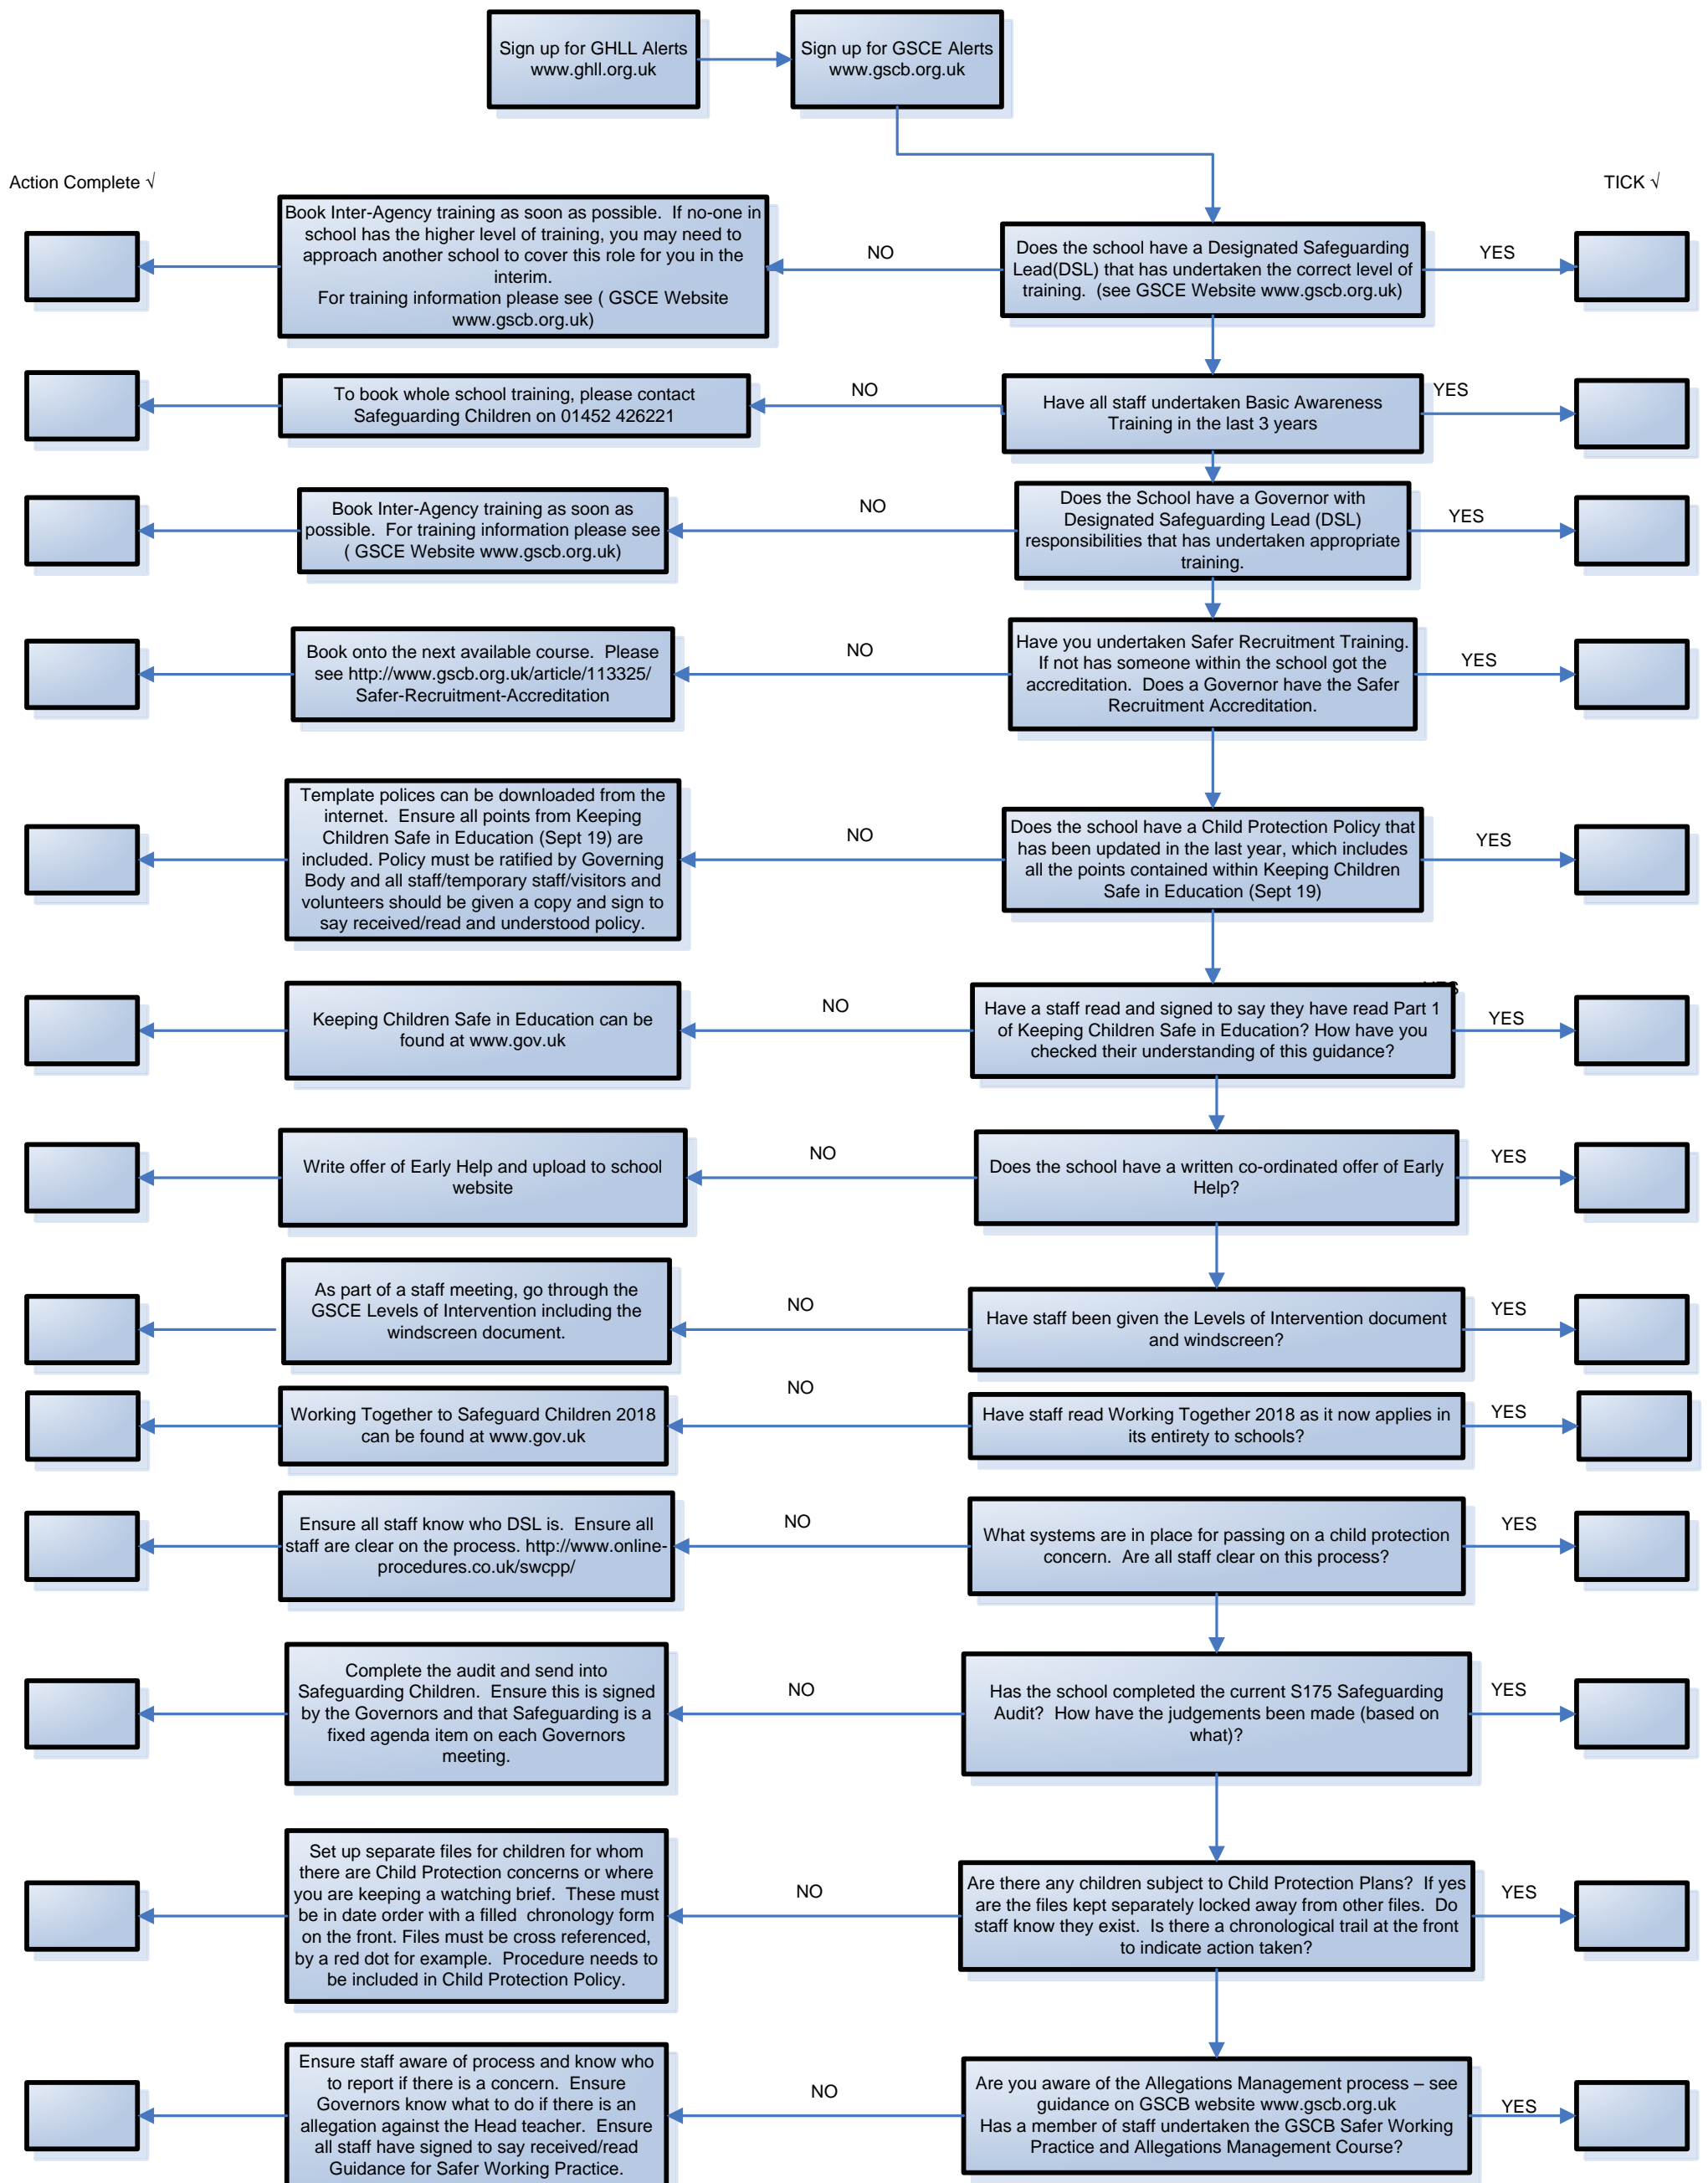 Sign up for GHLL Alerts
www.ghll.org.uk
Sign up for GSCE Alerts
www.gscb.org.uk
Action Complete √
TICK √
Book Inter-Agency training as soon as possible.  If no-one in
school has the higher level of training, you may need to
approach another school to cover this role for you in the
interim.
For training information please see ( GSCE Website
www.gscb.org.uk)
NO
Does the school have a Designated Safeguarding
Lead(DSL) that has undertaken the correct level of
training.  (see GSCE Website www.gscb.org.uk)
YES
To book whole school training, please contact
Safeguarding Children on 01452 426221
NO
Have all staff undertaken Basic Awareness
Training in the last 3 years
YES
Book Inter-Agency training as soon as
possible.  For training information please see
( GSCE Website www.gscb.org.uk)
NO
Does the School have a Governor with
Designated Safeguarding Lead (DSL)
responsibilities that has undertaken appropriate
training.
YES
Book onto the next available course.  Please
see http://www.gscb.org.uk/article/113325/
Safer-Recruitment-Accreditation
NO
Have you undertaken Safer Recruitment Training.
If not has someone within the school got the
accreditation.  Does a Governor have the Safer
Recruitment Accreditation.
YES
Template polices can be downloaded from the
internet.  Ensure all points from Keeping
Children Safe in Education (Sept 19) are
included. Policy must be ratified by Governing
Body and all staff/temporary staff/visitors and
volunteers should be given a copy and sign to
say received/read and understood policy.
NO
Does the school have a Child Protection Policy that
has been updated in the last year, which includes
all the points contained within Keeping Children
Safe in Education (Sept 19)
YES
Keeping Children Safe in Education can be
found at www.gov.uk
NO
Have a staff read and signed to say they have read Part 1
of Keeping Children Safe in Education? How have you
checked their understanding of this guidance?
YES
Write offer of Early Help and upload to school
website
NO
Does the school have a written co-ordinated offer of Early
Help?
YES
As part of a staff meeting, go through the
GSCE Levels of Intervention including the
windscreen document.
NO
Have staff been given the Levels of Intervention document
and windscreen?
YES
Working Together to Safeguard Children 2018
can be found at www.gov.uk
NO
Have staff read Working Together 2018 as it now applies in
its entirety to schools?
YES
Ensure all staff know who DSL is.  Ensure all
staff are clear on the process. http://www.online-
procedures.co.uk/swcpp/
NO
What systems are in place for passing on a child protection
concern.  Are all staff clear on this process?
YES
Complete the audit and send into
Safeguarding Children.  Ensure this is signed
by the Governors and that Safeguarding is a
fixed agenda item on each Governors
meeting.
NO
Has the school completed the current S175 Safeguarding
Audit?  How have the judgements been made (based on
what)?
YES
Set up separate files for children for whom
there are Child Protection concerns or where
you are keeping a watching brief.  These must
be in date order with a filled  chronology form
on the front. Files must be cross referenced,
by a red dot for example.  Procedure needs to
be included in Child Protection Policy.
NO
Are there any children subject to Child Protection Plans?  If yes
are the files kept separately locked away from other files.  Do
staff know they exist.  Is there a chronological trail at the front
to indicate action taken?
YES
Ensure staff aware of process and know who
to report if there is a concern.  Ensure
Governors know what to do if there is an
allegation against the Head teacher.  Ensure
all staff have signed to say received/read
Guidance for Safer Working Practice.
NO
Are you aware of the Allegations Management process – see
guidance on GSCB website www.gscb.org.uk
Has a member of staff undertaken the GSCB Safer Working
Practice and Allegations Management Course?
YES